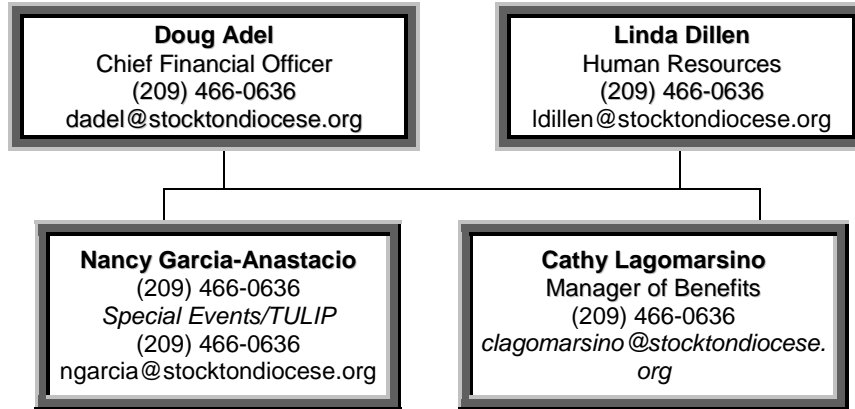 Doug Adel
Chief Financial Officer
(209) 466-0636
dadel@stocktondiocese.org
Linda Dillen
Human Resources
(209) 466-0636
ldillen@stocktondiocese.org
Nancy Garcia-Anastacio
(209) 466-0636
Special Events/TULIP
(209) 466-0636
ngarcia@stocktondiocese.org
Cathy Lagomarsino
Manager of Benefits
(209) 466-0636
clagomarsino@stocktondiocese.
org